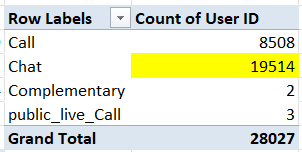 Row Labels Count of User ID
Call 8508
Chat 19514
Complementary 2
public_live_Call 3
Grand Total 28027